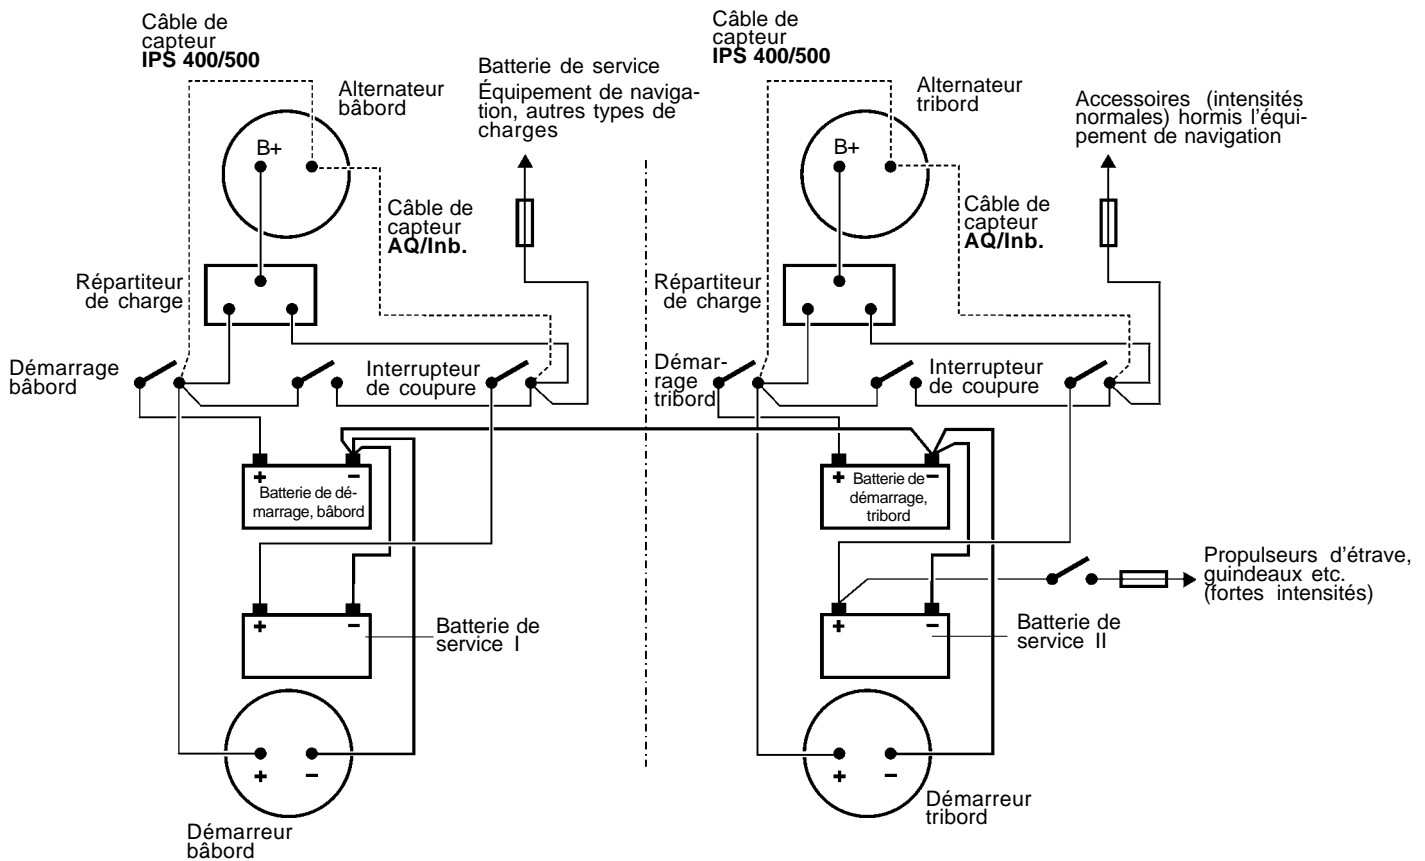 Câble de
capteur
IPS 400/500
Alternateur
bâbord
Batterie de service
Équipement de naviga-
tion, autres types de
charges
B+
Câble de
capteur
AQ/Inb.
Répartiteur
de charge
Démarrage
bâbord
Interrupteur
de coupure
+
–
Batterie de dé-
marrage, bâbord
+
–
Batterie de
service I
+
–
Démarreur
bâbord
Câble de
capteur
IPS 400/500
Alternateur
tribord
Accessoires (intensités
normales) hormis l’équi-
pement de navigation
B+
Câble de
capteur
AQ/Inb.
Répartiteur
de charge
Démar-
rage
tribord
Interrupteur
de coupure
+
–
Batterie de
démarrage,
tribord
Propulseurs d’étrave,
guindeaux etc.
(fortes intensités)
+
–
Batterie de
service II
+
–
Démarreur
tribord